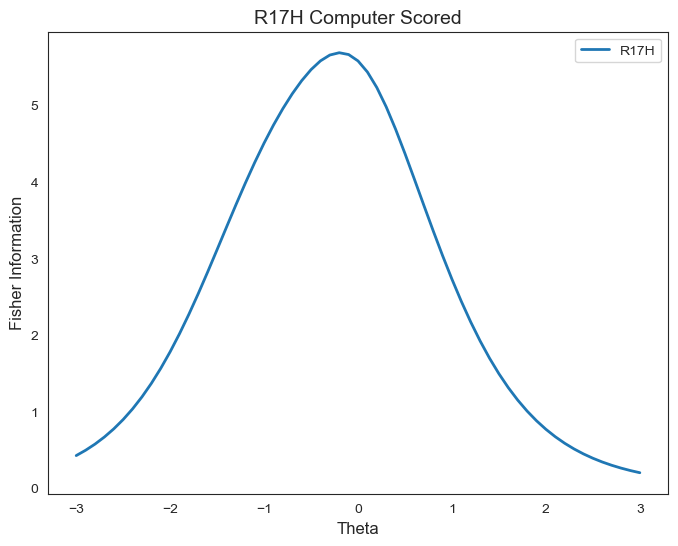 R17H Computer Scored
R17H
Fisher Information
5
4
3
2
1
0
−3 −2 −1 0 1 2 3
Theta